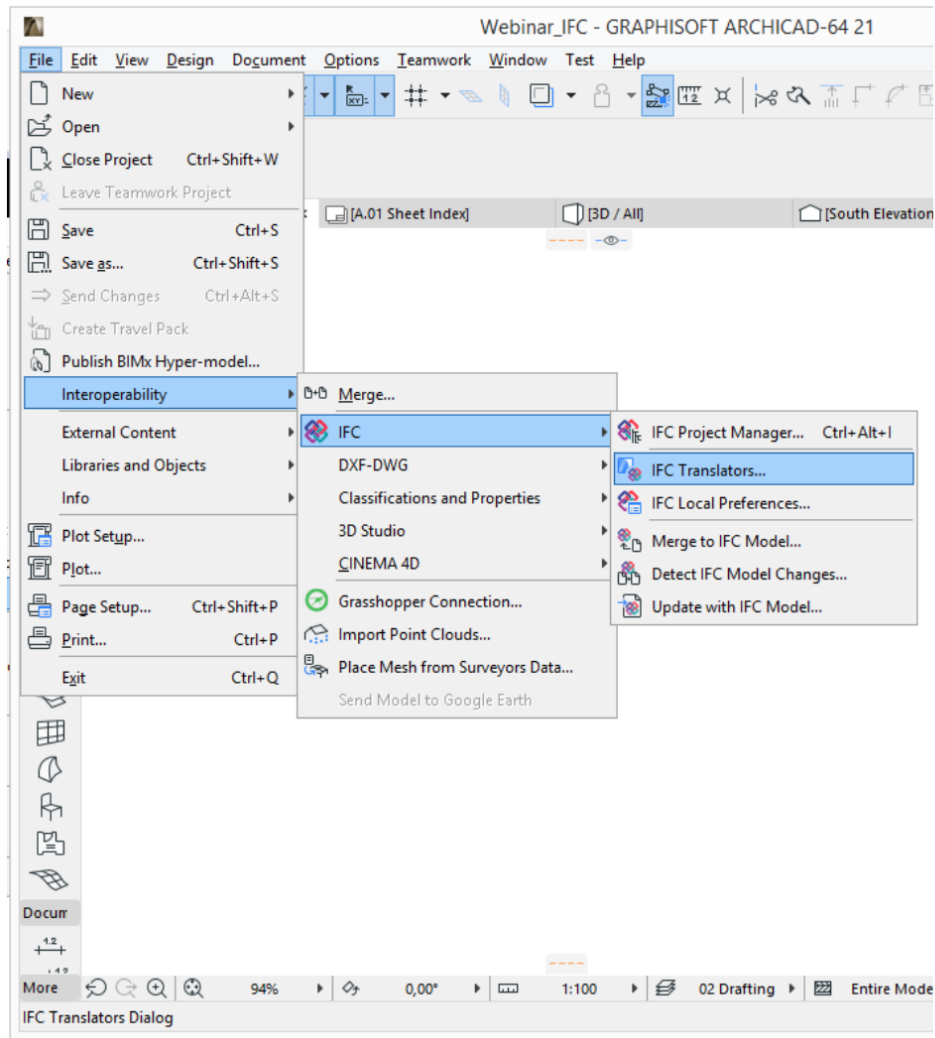 Webinar_IFC - GRAPHISOFT ARCHICAD-64 21
File Edit View Design Document Options Teamwork Window Test Help
New
Open
Close Project Ctrl+Shift+W
Leave Teamwork Project
[A.01 Sheet Index] [3D / All] [South Elevation
Save Ctrl+S
Save as... Ctrl+Shift+S
Send Changes Ctrl+Alt+S
Create Travel Pack
Publish BIMx Hyper-model...
Interoperability
External Content
Libraries and Objects
Info
Plot Setup...
Plot...
Page Setup... Ctrl+Shift+P
Print... Ctrl+P
Exit Ctrl+Q
Merge...
IFC
DXF-DWG
Classifications and Properties
3D Studio
CINEMA 4D
Grasshopper Connection...
Import Point Clouds...
Place Mesh from Surveyors Data...
Send Model to Google Earth
IFC Project Manager... Ctrl+Alt+I
IFC Translators...
IFC Local Preferences...
Merge to IFC Model...
Detect IFC Model Changes...
Update with IFC Model...
Docum
1.2
More 94% 0,00° 1:100 02 Drafting Entire Mode
IFC Translators Dialog